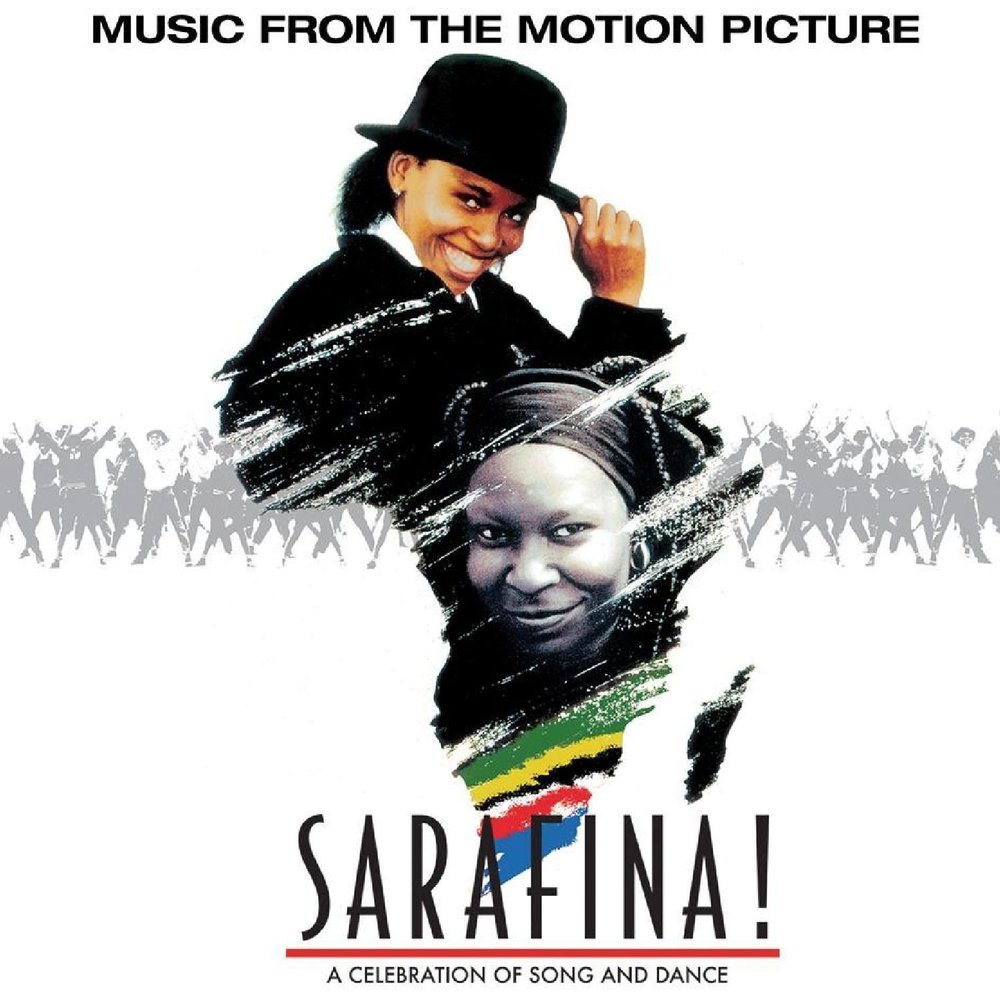 MUSIC FROM THE MOTION PICTURE
SARAFINA!
A CELEBRATION OF SONG AND DANCE